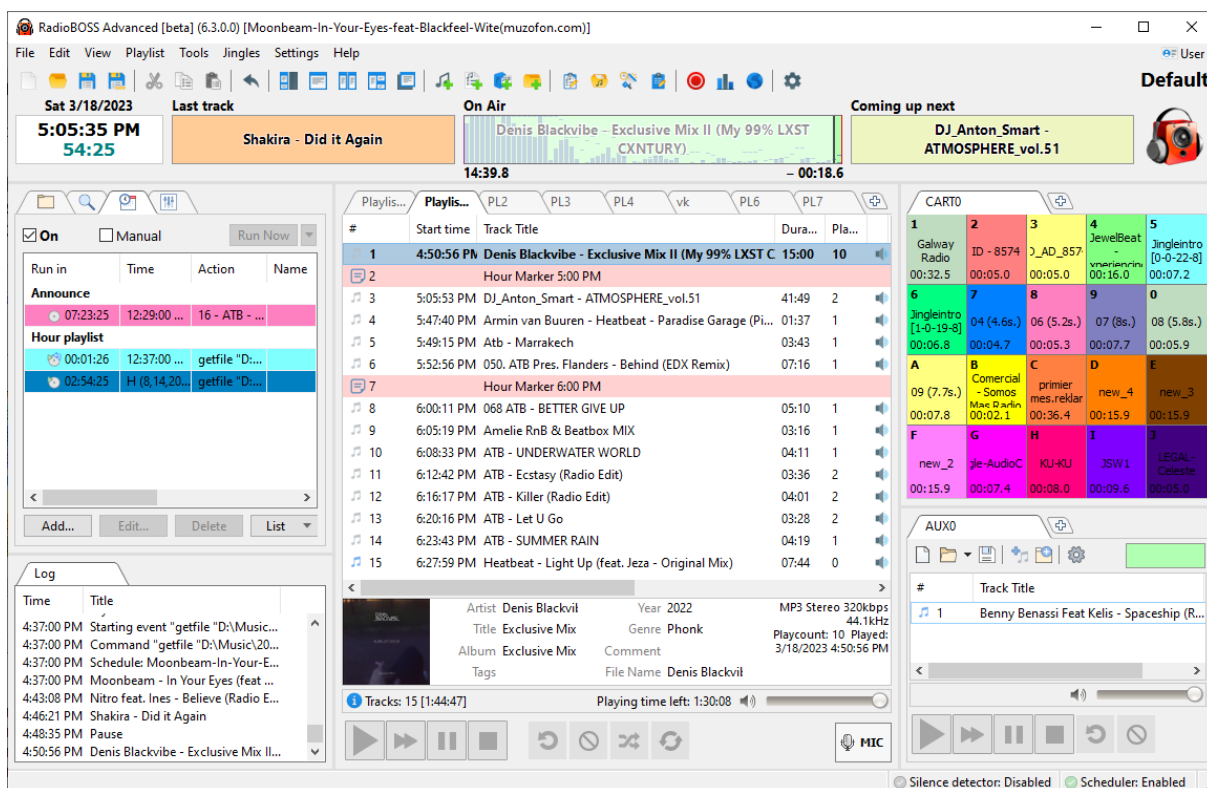 RadioBOSS Advanced [beta] (6.3.0.0) [Moonbeam-In-Your-Eyes-feat-Blackfeel-Wite(muzofon.com)]
File Edit View Playlist Tools Jingles Settings Help
User
Default
Sat 3/18/2023
5:05:35 PM
54:25
Last track
Shakira - Did it Again
On Air
Denis Blackvibe - Exclusive Mix II (My 99% LXST
CXNTURY)
14:39.8 – 00:18.6
Coming up next
DJ_Anton_Smart -
ATMOSPHERE_vol.51
On Manual Run Now
Run in Time Action Name
Announce
07:23:25 12:29:00 ... 16 - ATB - ...
Hour playlist
00:01:26 12:37:00 ... getfile "D:...
02:54:25 H (8,14,20... getfile "D:...
Add... Edit... Delete List
Log
Time Title
4:37:00 PM Starting event "getfile "D:\Music...
4:37:00 PM Command "getfile "D:\Music\20...
4:37:00 PM Schedule: Moonbeam-In-Your-E...
4:37:00 PM Moonbeam - In Your Eyes (feat ...
4:43:08 PM Nitro feat. Ines - Believe (Radio E...
4:46:21 PM Shakira - Did it Again
4:48:35 PM Pause
4:50:56 PM Denis Blackvibe - Exclusive Mix II...
Playlis... Playlis... PL2 PL3 PL4 vk PL6 PL7
# Start time Track Title Dura... Pla...
1 4:50:56 PM Denis Blackvibe - Exclusive Mix II (My 99% LXST C 15:00 10
2 Hour Marker 5:00 PM
3 5:05:53 PM DJ_Anton_Smart - ATMOSPHERE_vol.51 41:49 2
4 5:47:40 PM Armin van Buuren - Heatbeat - Paradise Garage (Pi... 01:37 1
5 5:49:15 PM Atb - Marrakech 03:43 1
6 5:52:56 PM 050. ATB Pres. Flanders - Behind (EDX Remix) 07:16 1
7 Hour Marker 6:00 PM
8 6:00:11 PM 068 ATB - BETTER GIVE UP 05:10 1
9 6:05:19 PM Amelie RnB & Beatbox MIX 03:16 1
10 6:08:33 PM ATB - UNDERWATER WORLD 04:11 1
11 6:12:42 PM ATB - Ecstasy (Radio Edit) 03:36 2
12 6:16:17 PM ATB - Killer (Radio Edit) 04:01 2
13 6:20:16 PM ATB - Let U Go 03:28 2
14 6:23:43 PM ATB - SUMMER RAIN 04:19 1
15 6:27:59 PM Heatbeat - Light Up (feat. Jeza - Original Mix) 07:44 0
Artist Denis Blackvil Year 2022
Title Exclusive Mix Genre Phonk
Album Exclusive Mix Comment
Tags File Name Denis Blackvil
MP3 Stereo 320kbps
44.1kHz
Playcount: 10 Played:
3/18/2023 4:50:56 PM
Tracks: 15 [1:44:47] Playing time left: 1:30:08
MIC
CART0
1 2 3 4 5
Galway
Radio
00:32.5
ID - 8574
00:05.0
)_AD_857
00:05.0
JewelBeat
-
00:16.0
Jingleintro
[0-0-22-8]
00:07.2
6 7 8 9 0
Jingleintro
[1-0-19-8]
00:06.8
04 (4.6s.)
00:04.7
06 (5.2s.)
00:05.3
07 (8s.)
00:07.7
08 (5.8s.)
00:05.9
A B C D E
09 (7.7s.)
00:07.8
Comercial
- Somos
Mas Radio
00:02.1
primier
mes.reklar
00:36.4
new_4
00:15.9
new_3
00:15.9
F G H I J
new_2
00:15.9
gle-AudioC
00:07.4
KU-KU
00:08.0
JSW1
00:09.6
LEGAL-
Celeste
00:05.0
AUX0
# Track Title
1 Benny Benassi Feat Kelis - Spaceship (R...
Silence detector: Disabled Scheduler: Enabled